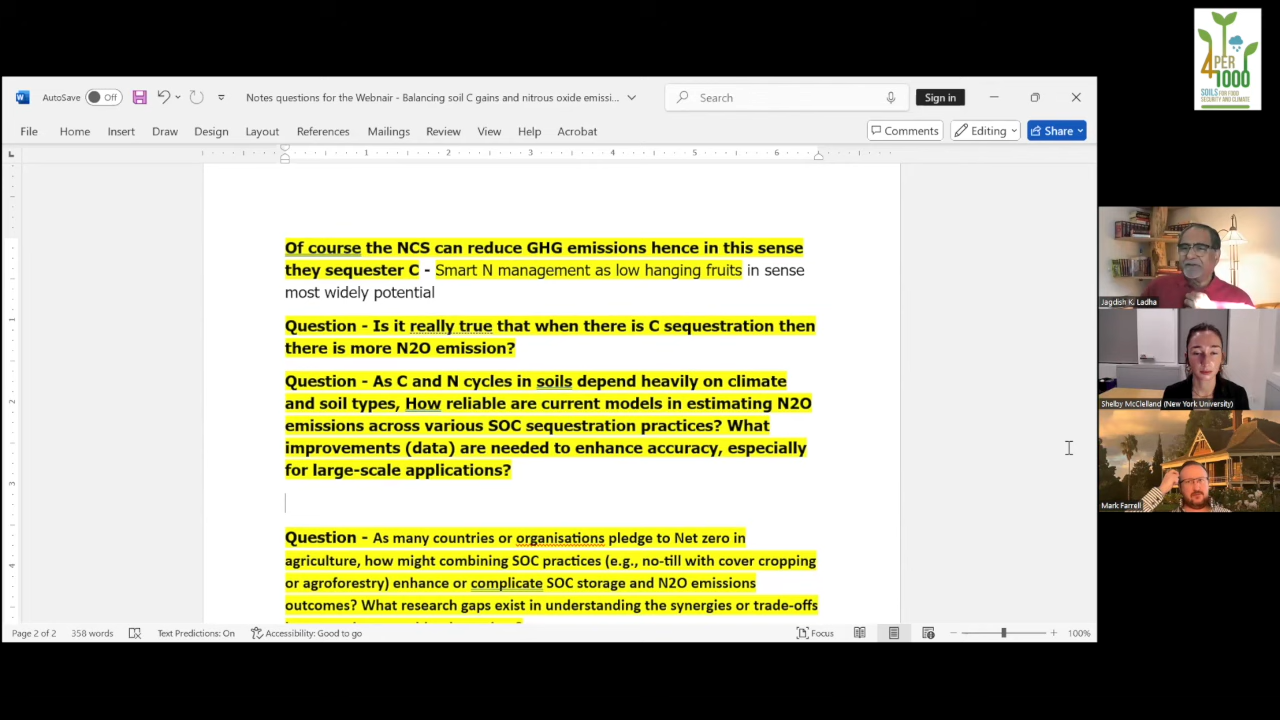 4 PER
1000
SOILS FOR FOOD
SECURITY AND CLIMATE
AutoSave Off Notes questions for the Webnair - Balancing soil C gains and nitrous oxide emissi... Search Sign in
File Home Insert Draw Design Layout References Mailings Review View Help Acrobat Comments Editing Share
1 2 3 4 5 6
Of course the NCS can reduce GHG emissions hence in this sense
they sequester C - Smart N management as low hanging fruits in sense
most widely potential
Question - Is it really true that when there is C sequestration then
there is more N2O emission?
Question - As C and N cycles in soils depend heavily on climate
and soil types, How reliable are current models in estimating N2O
emissions across various SOC sequestration practices? What
improvements (data) are needed to enhance accuracy, especially
for large-scale applications?
Question - As many countries or organisations pledge to Net zero in
agriculture, how might combining SOC practices (e.g., no-till with cover cropping
or agroforestry) enhance or complicate SOC storage and N2O emissions
outcomes? What research gaps exist in understanding the synergies or trade-offs
1
2
3
4
Page 2 of 2 358 words Text Predictions: On Accessibility: Good to go Focus 100%
Jagdish K. Ladha
Shelby McClelland (New York University)
Mark Farrell